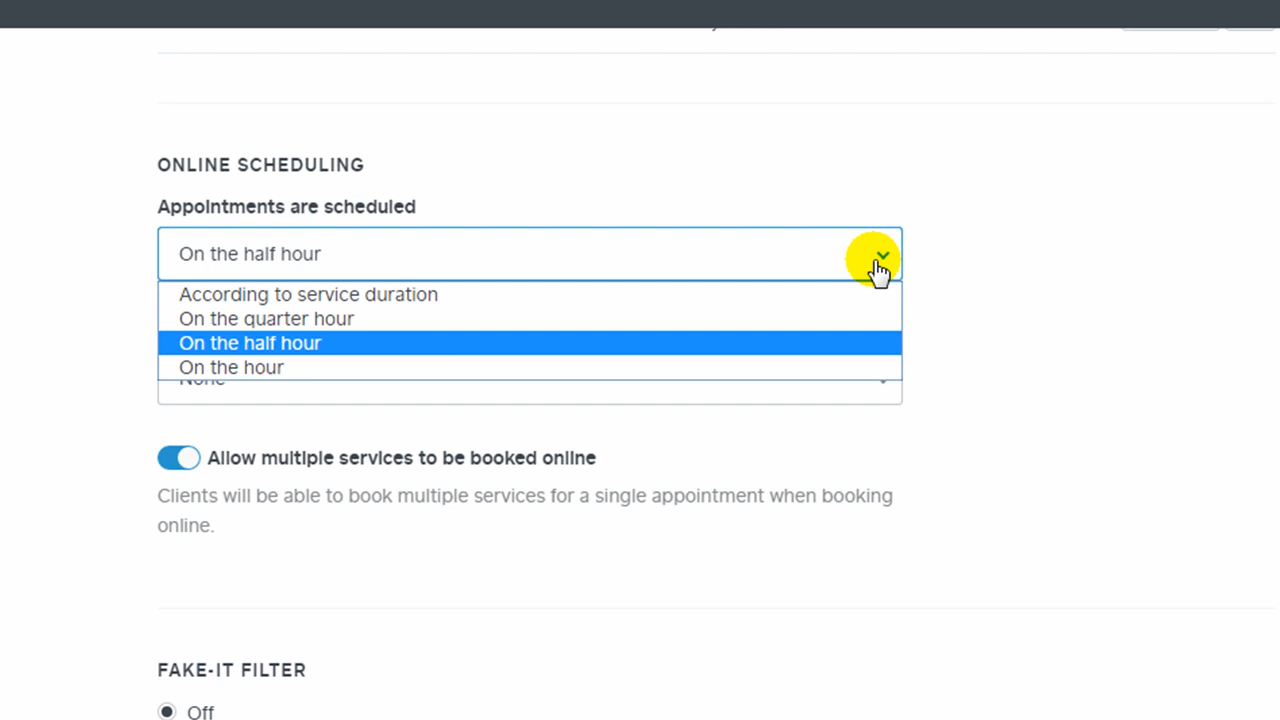 ONLINE SCHEDULING
Appointments are scheduled
On the half hour
According to service duration
On the quarter hour
On the half hour
On the hour
None
Allow multiple services to be booked online
Clients will be able to book multiple services for a single appointment when booking
online.
FAKE-IT FILTER
Off